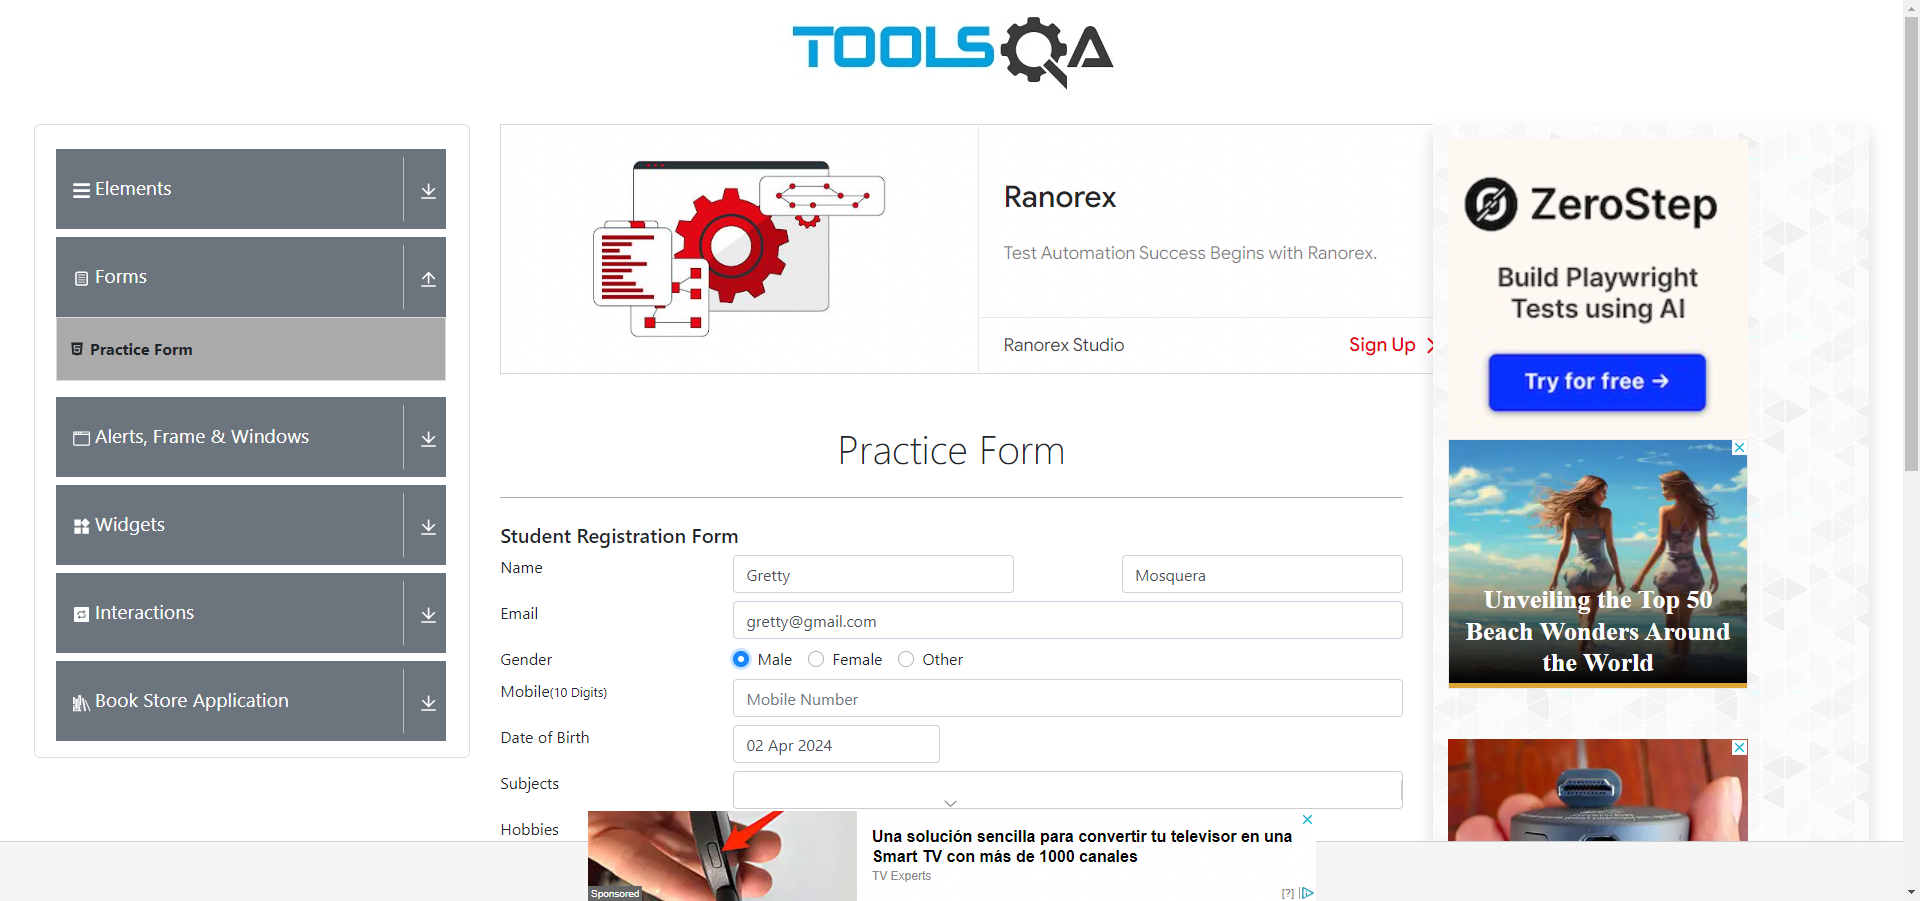 TOOLSQA
Elements
Forms
Practice Form
Alerts, Frame & Windows
Widgets
Interactions
Book Store Application
Ranorex
Test Automation Success Begins with Ranorex.
Ranorex Studio
Sign Up
Practice Form
Student Registration Form
Name
Gretty
Mosquera
Email
gretty@gmail.com
Gender
Male
Female
Other
Mobile(10 Digits)
Mobile Number
Date of Birth
02 Apr 2024
Subjects
Hobbies
ZeroStep
Build Playwright
Tests using AI
Try for free →
Unveiling the Top 50
Beach Wonders Around
the World
Una solución sencilla para convertir tu televisor en una
Smart TV con más de 1000 canales
TV Experts
Sponsored
[?]